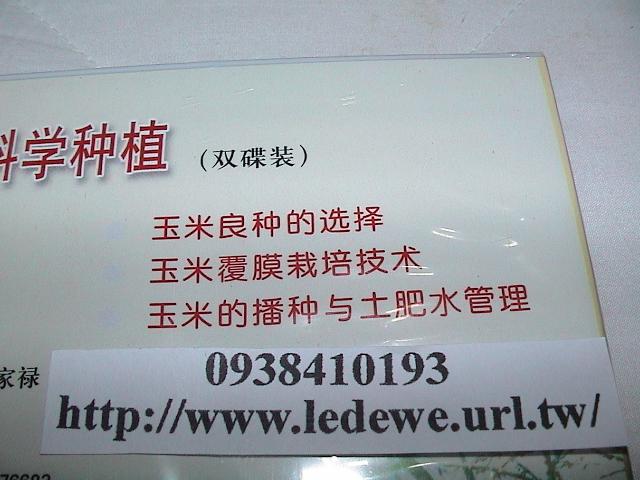 科学种植 (双碟装)
玉米良种的选择
玉米覆膜栽培技术
玉米的播种与土肥水管理
家禄
0938410193
http://www.ledewe.url.tw/